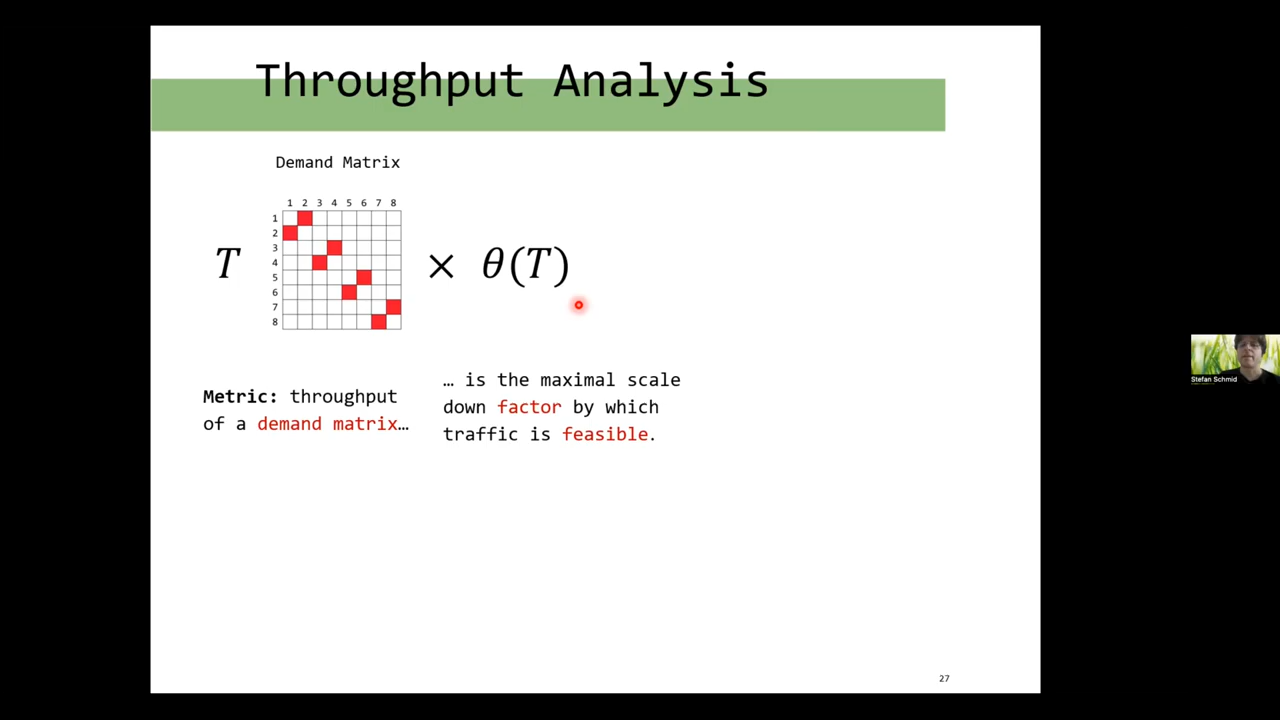 Throughput Analysis
Demand Matrix
1 2 3 4 5 6 7 8
1
2
3
4
5
6
7
8
T
× θ(T)
Metric: throughput
of a demand matrix…
… is the maximal scale
down factor by which
traffic is feasible.
Stefan Schmid
27